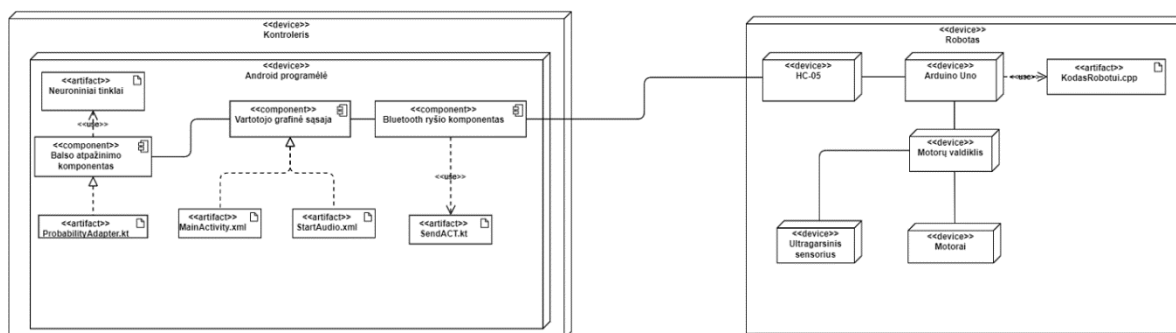 <<device>>
Kontroleris
<<device>>
Android programėlė
<<artifact>>
Neuroniniai tinklai
<<use>>
<<component>>
Balso atpažinimo
komponentas
<<artifact>>
ProbabilityAdapter.kt
<<component>>
Vartotojo grafinė sąsaja
<<artifact>>
MainActivity.xml
<<artifact>>
StartAudio.xml
<<component>>
Bluetooth ryšio komponentas
<<use>>
<<artifact>>
SendACT.kt
<<device>>
Robotas
<<device>>
HC-05
<<device>>
Arduino Uno
<<use>>
<<artifact>>
KodasRobotui.cpp
<<device>>
Motorų valdiklis
<<device>>
Ultragarsinis
sensorius
<<device>>
Motorai